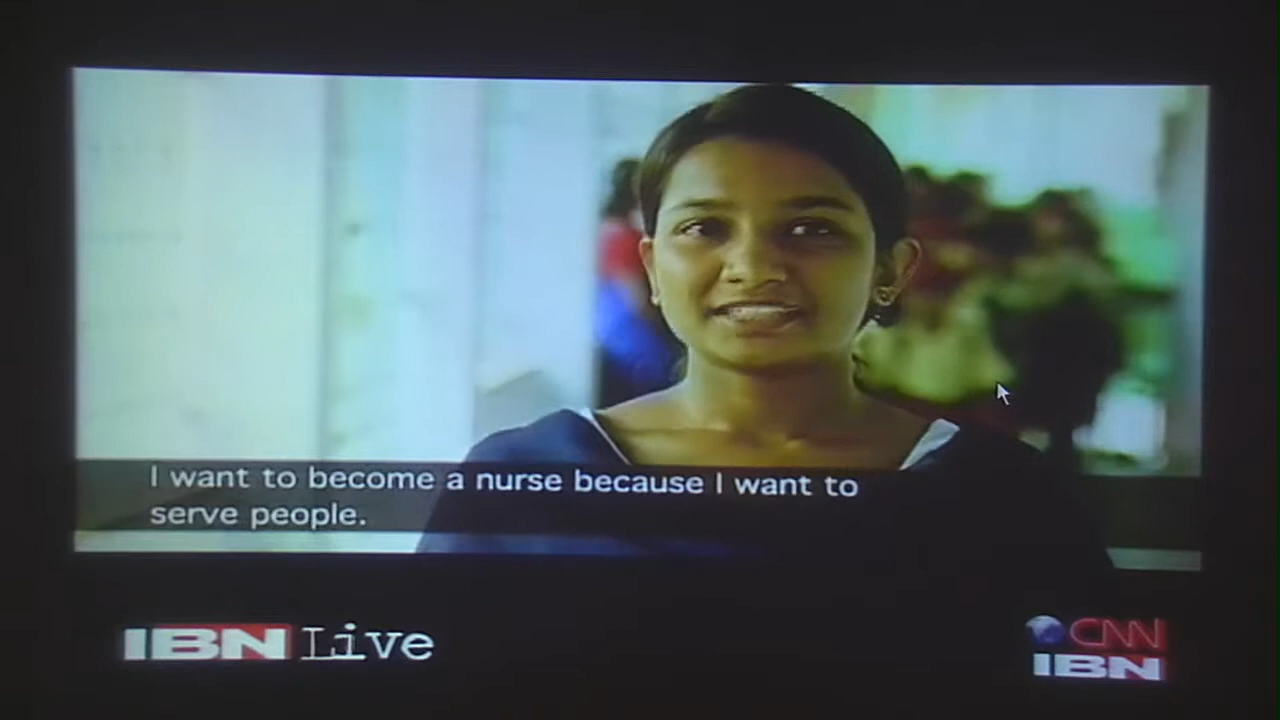 I want to become a nurse because I want to
serve people.
IBN Live
CNN
IBN